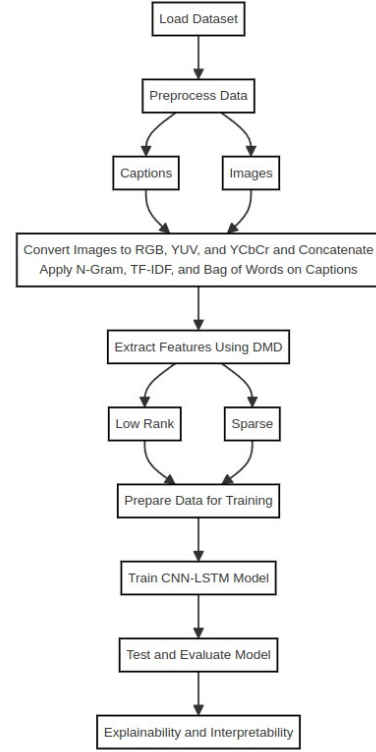 Load Dataset
Preprocess Data
Captions
Images
Convert Images to RGB, YUV, and YCbCr and Concatenate
Apply N-Gram, TF-IDF, and Bag of Words on Captions
Extract Features Using DMD
Low Rank
Sparse
Prepare Data for Training
Train CNN-LSTM Model
Test and Evaluate Model
Explainability and Interpretability